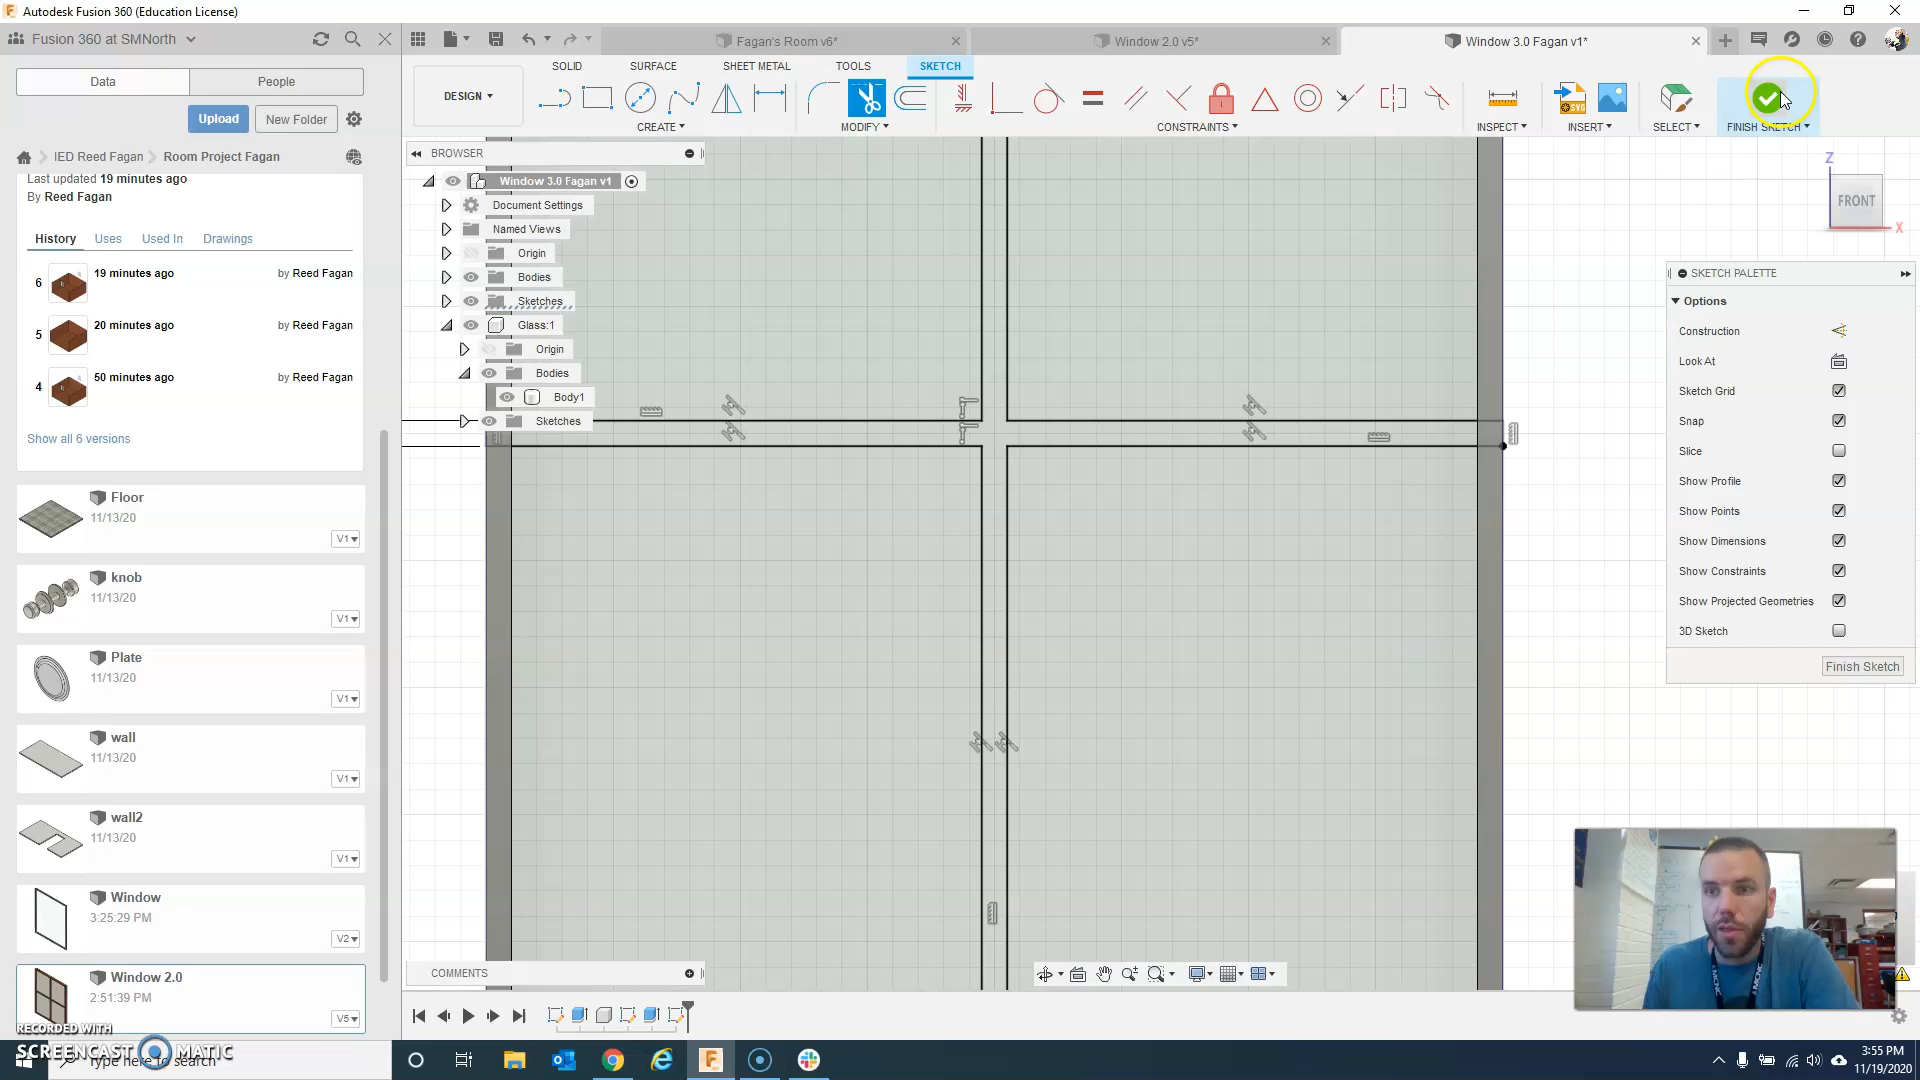 Autodesk Fusion 360 (Education License)
Fusion 360 at SMNorth
Fagan's Room v6*
Window 2.0 v5*
Window 3.0 Fagan v1*
Data
People
SOLID
SURFACE
SHEET METAL
TOOLS
SKETCH
DESIGN ▾
Upload
New Folder
CREATE ▾
MODIFY ▾
CONSTRAINTS ▾
INSPECT ▾
INSERT ▾
SELECT ▾
FINISH SKETCH ▾
IED Reed Fagan
Room Project Fagan
Last updated 19 minutes ago
By Reed Fagan
History
Uses
Used In
Drawings
6
19 minutes ago
by Reed Fagan
5
20 minutes ago
by Reed Fagan
4
50 minutes ago
by Reed Fagan
Show all 6 versions
Floor
11/13/20
V1▾
knob
11/13/20
V1▾
Plate
11/13/20
V1▾
wall
11/13/20
V1▾
wall2
11/13/20
V1▾
Window
3:25:29 PM
V2▾
Window 2.0
2:51:39 PM
V5▾
BROWSER
Window 3.0 Fagan v1
Document Settings
Named Views
Origin
Bodies
Sketches
Glass:1
Origin
Bodies
Body1
Sketches
Z
FRONT
X
SKETCH PALETTE
Options
Construction
Look At
Sketch Grid
Snap
Slice
Show Profile
Show Points
Show Dimensions
Show Constraints
Show Projected Geometries
3D Sketch
Finish Sketch
COMMENTS
RECORDED WITH
SCREENCAST MATIC
Type here to search
3:55 PM
11/19/2020